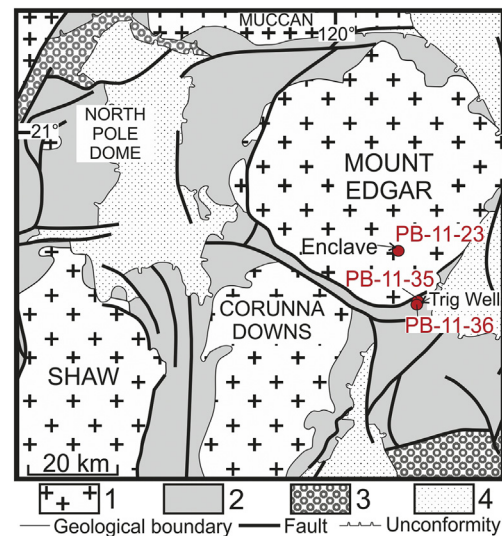 MUCCAN
120°
NORTH
POLE
DOME
21°
MOUNT
EDGAR
PB-11-23
Enclave
PB-11-35
Trig Well
PB-11-36
CORUNNA
DOWNS
SHAW
20 km
1 2 3 4
Geological boundary Fault Unconformity